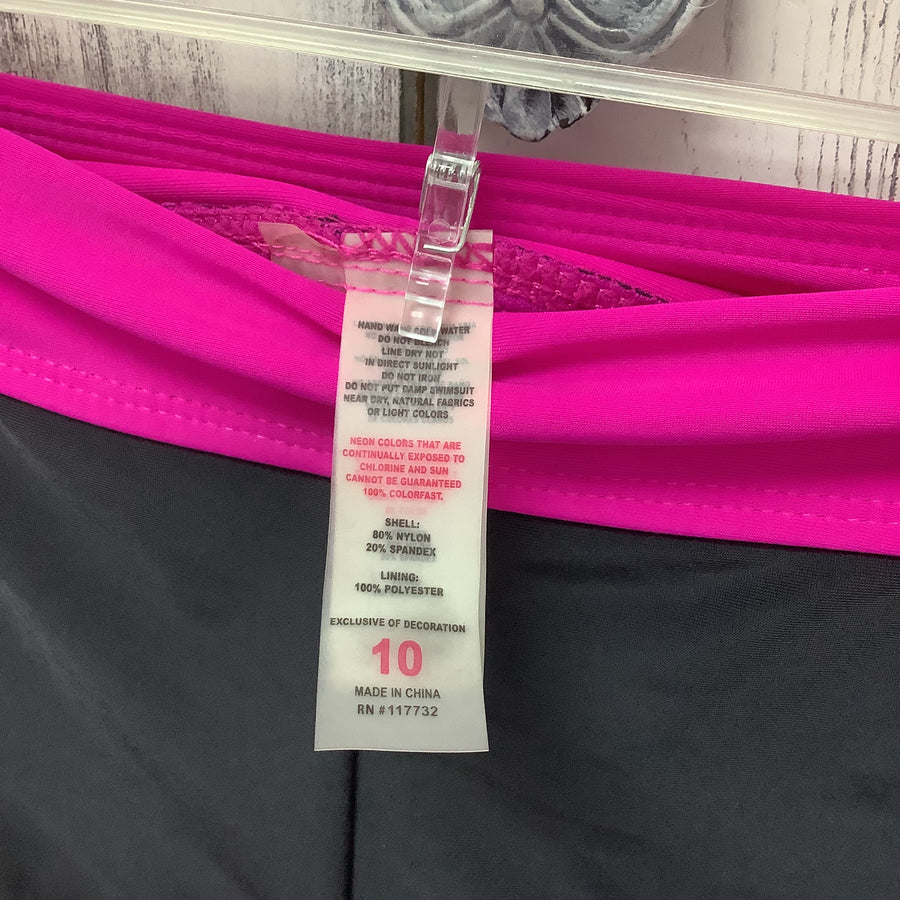 HAND WASH COLD WATER
DO NOT BLEACH
LINE DRY NOT
IN DIRECT SUNLIGHT
DO NOT IRON
DO NOT PUT DAMP SWIMSUIT
NEAR DRY, NATURAL FABRICS
OR LIGHT COLORS
NEON COLORS THAT ARE
CONTINUALLY EXPOSED TO
CHLORINE AND SUN
CANNOT BE GUARANTEED
100% COLORFAST.
SHELL:
80% NYLON
20% SPANDEX
LINING:
100% POLYESTER
EXCLUSIVE OF DECORATION
10
MADE IN CHINA
RN #117732